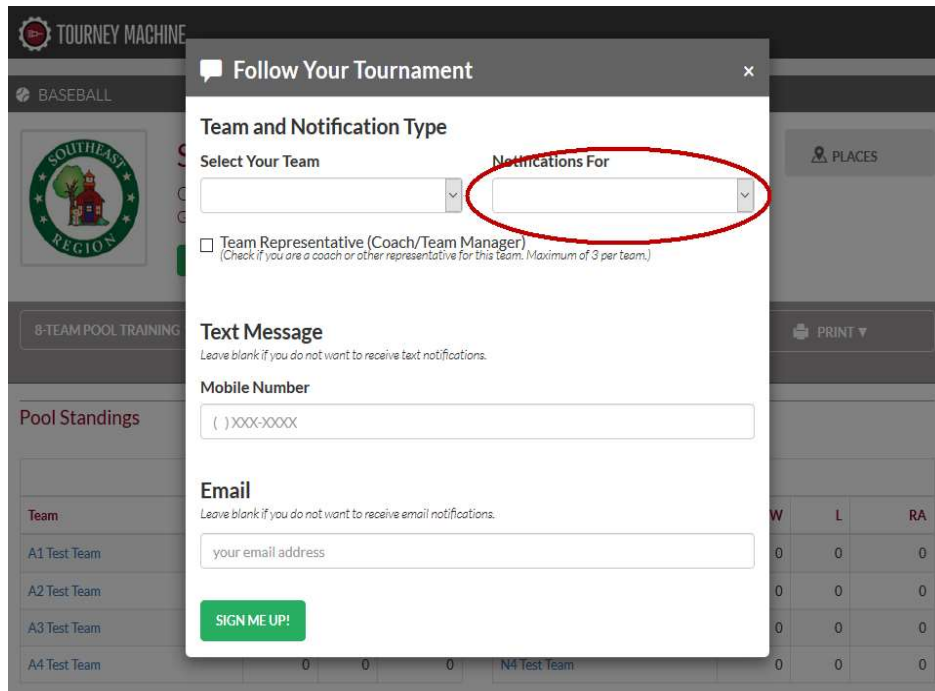 TOURNEY MACHINE
Follow Your Tournament
×
BASEBALL
Team and Notification Type
SOUTHEAST
REGION
Select Your Team
Notifications For
PLACES
Team Representative (Coach/Team Manager)
(Check if you are a coach or other representative for this team. Maximum of 3 per team.)
8-TEAM POOL TRAINING
Text Message
PRINT ▼
Leave blank if you do not want to receive text notifications.
Mobile Number
Pool Standings
( ) XXX-XXXX
Email
Leave blank if you do not want to receive email notifications.
Team W L RA
your email address
A1 Test Team 0 0 0
A2 Test Team 0 0 0
SIGN ME UP!
A3 Test Team 0 0 0
A4 Test Team 0 0 0 N4 Test Team 0 0 0